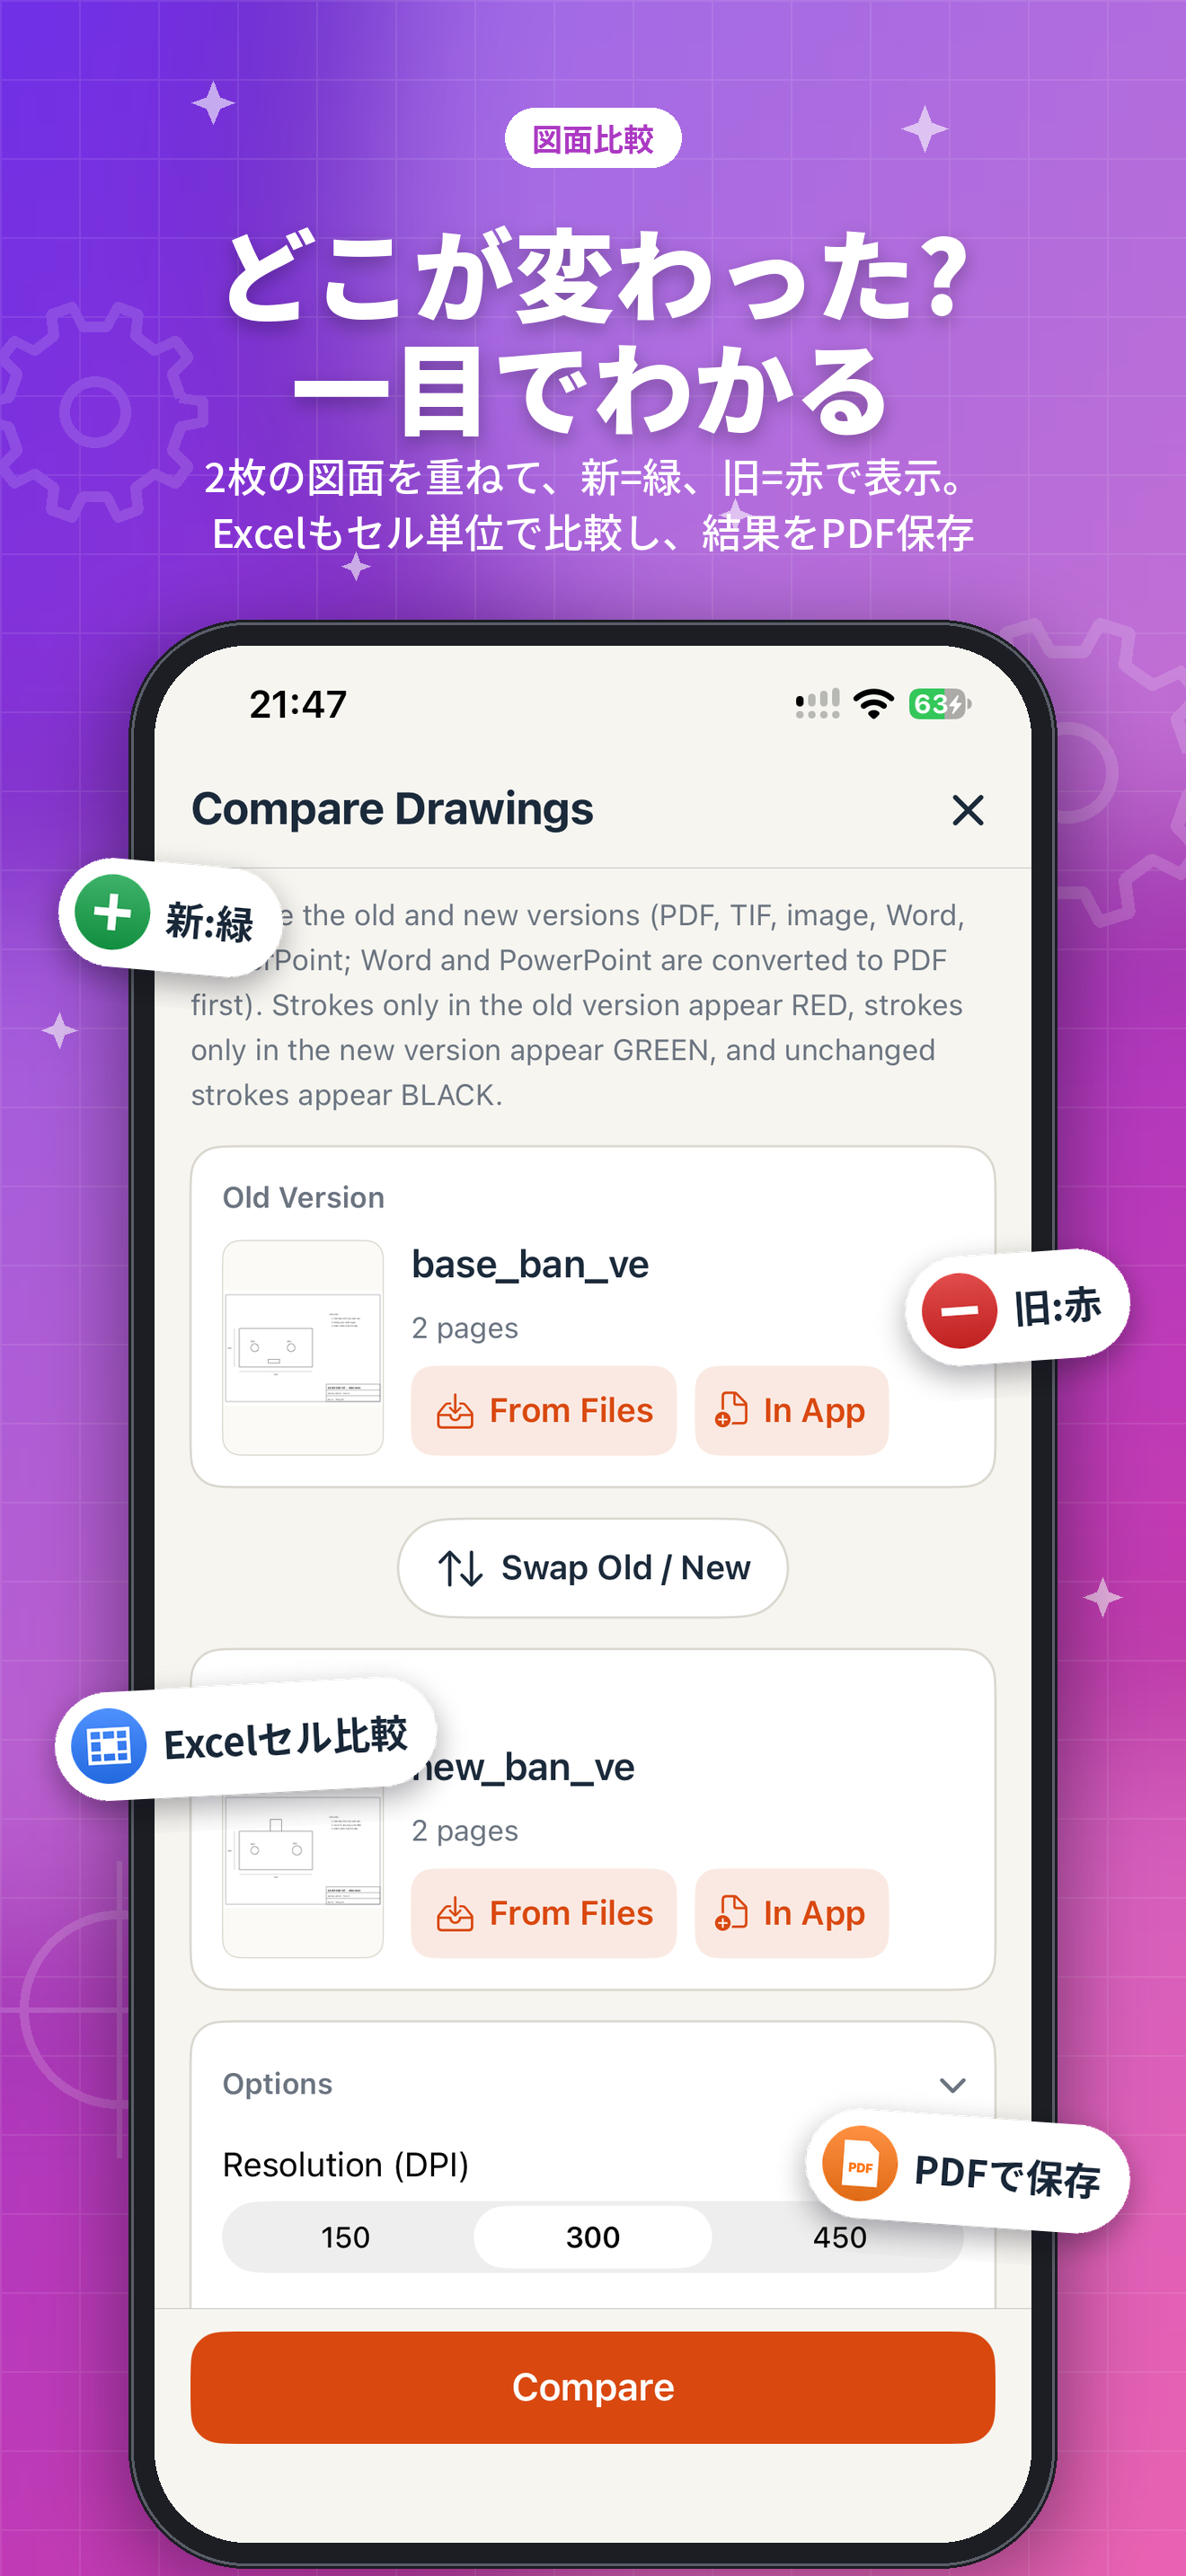 図面比較
どこが変わった?
一目でわかる
2枚の図面を重ねて、新=緑、旧=赤で表示。
Excelもセル単位で比較し、結果をPDF保存
21:47
63
Compare Drawings
新:緑
the old and new versions (PDF, TIF, image, Word,
Point; Word and PowerPoint are converted to PDF
first). Strokes only in the old version appear RED, strokes
only in the new version appear GREEN, and unchanged
strokes appear BLACK.
Old Version
base_ban_ve
2 pages
旧:赤
From Files
In App
Swap Old / New
Excelセル比較
new_ban_ve
2 pages
From Files
In App
Options
Resolution (DPI)
PDF
PDFで保存
150
300
450
Compare